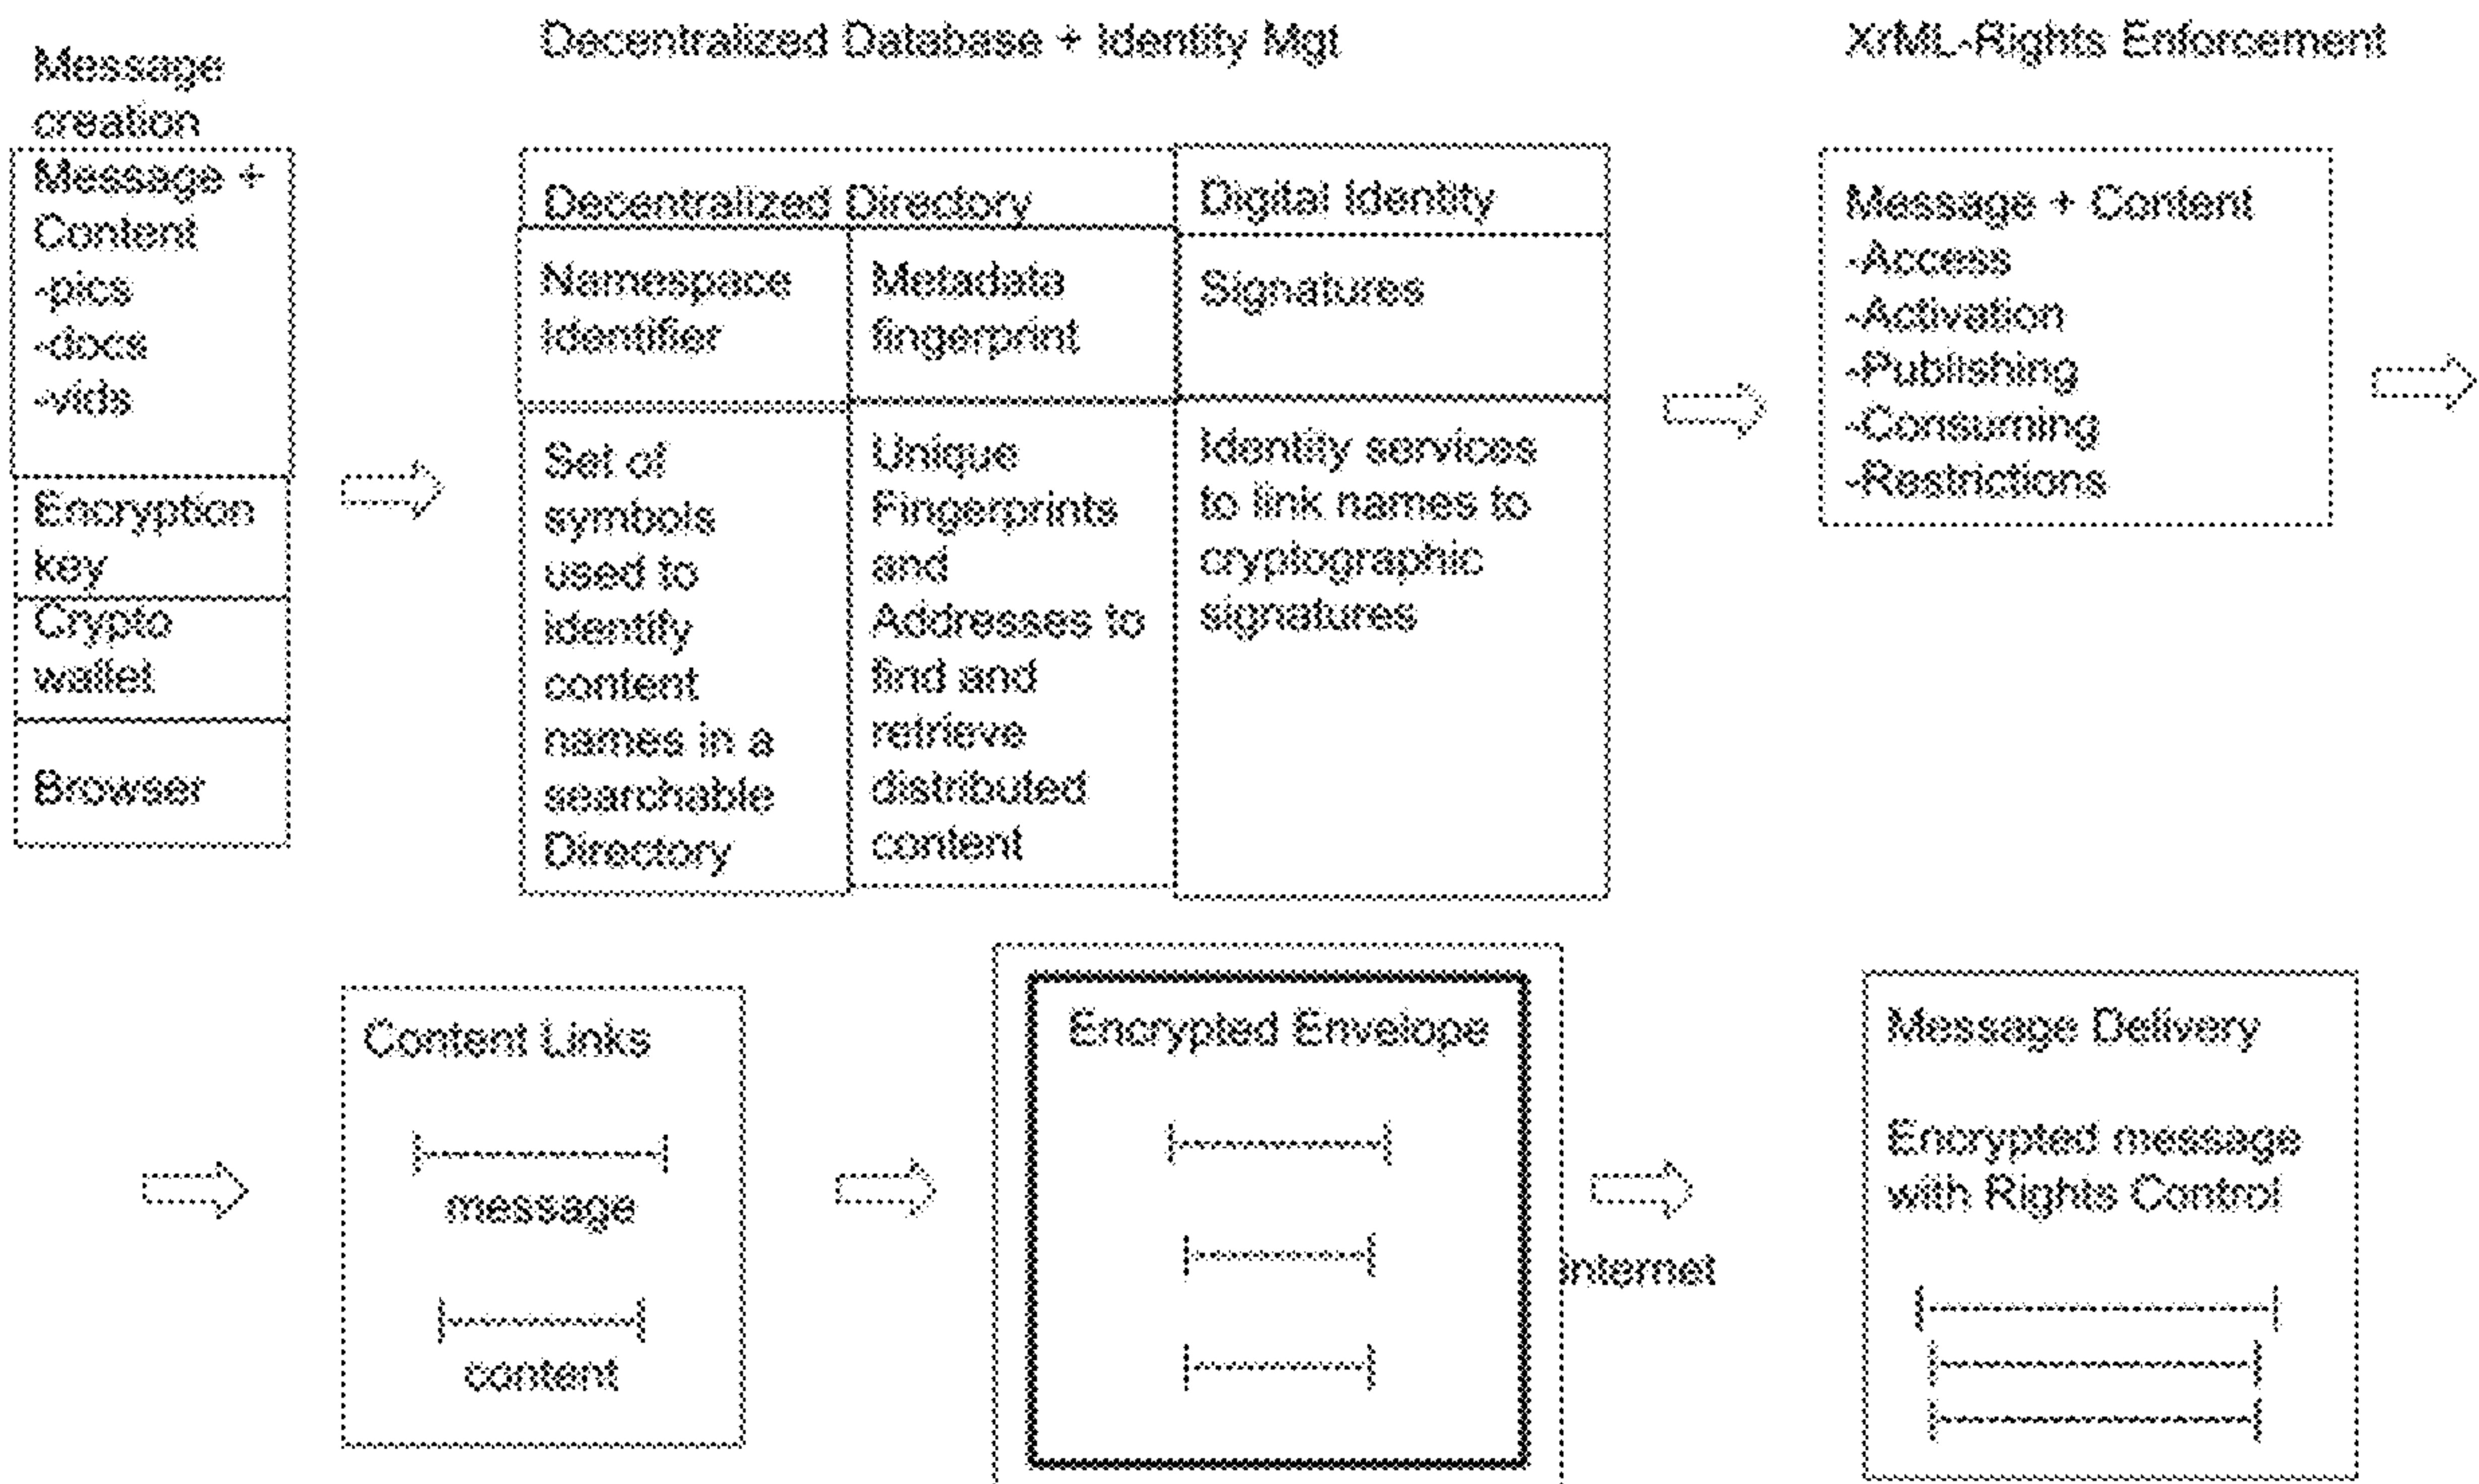 Message
creation
Message +
Content
-pics
-docs
-vids
Encryption
key
Crypto
wallet
Browser
Decentralized Database + Identity Mgt
Decentralized Directory
Digital Identity
Namespace
Identifier
Metadata
fingerprint
Signatures
Set of
symbols
used to
identify
content
names in a
searchable
Directory
Unique
Fingerprints
and
Addresses to
find and
retrieve
distributed
content
Identity services
to link names to
cryptographic
signatures
XrML-Rights Enforcement
Message + Content
-Access
-Activation
-Publishing
-Consuming
-Restrictions
Content Links
message
content
Encrypted Envelope
internet
Message Delivery
Encrypted message
with Rights Control